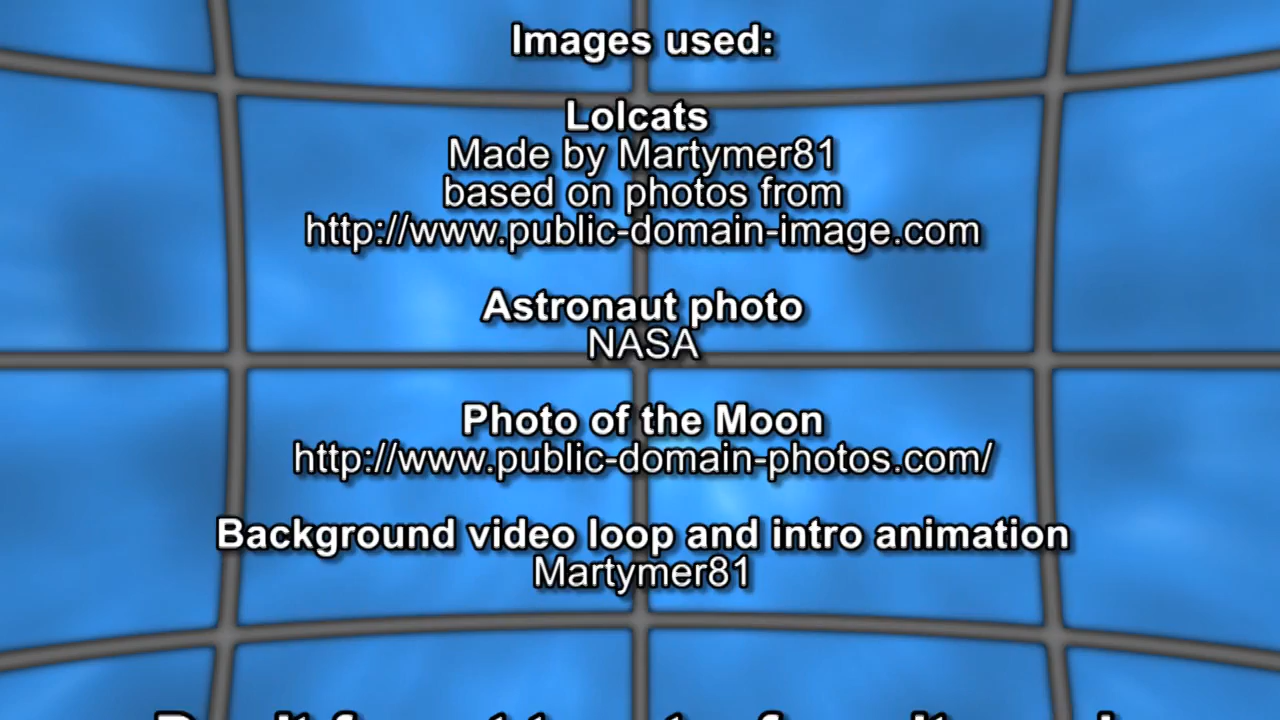 Images used:
Lolcats
Made by Martymer81
based on photos from
http://www.public-domain-image.com
Astronaut photo
NASA
Photo of the Moon
http://www.public-domain-photos.com/
Background video loop and intro animation
Martymer81